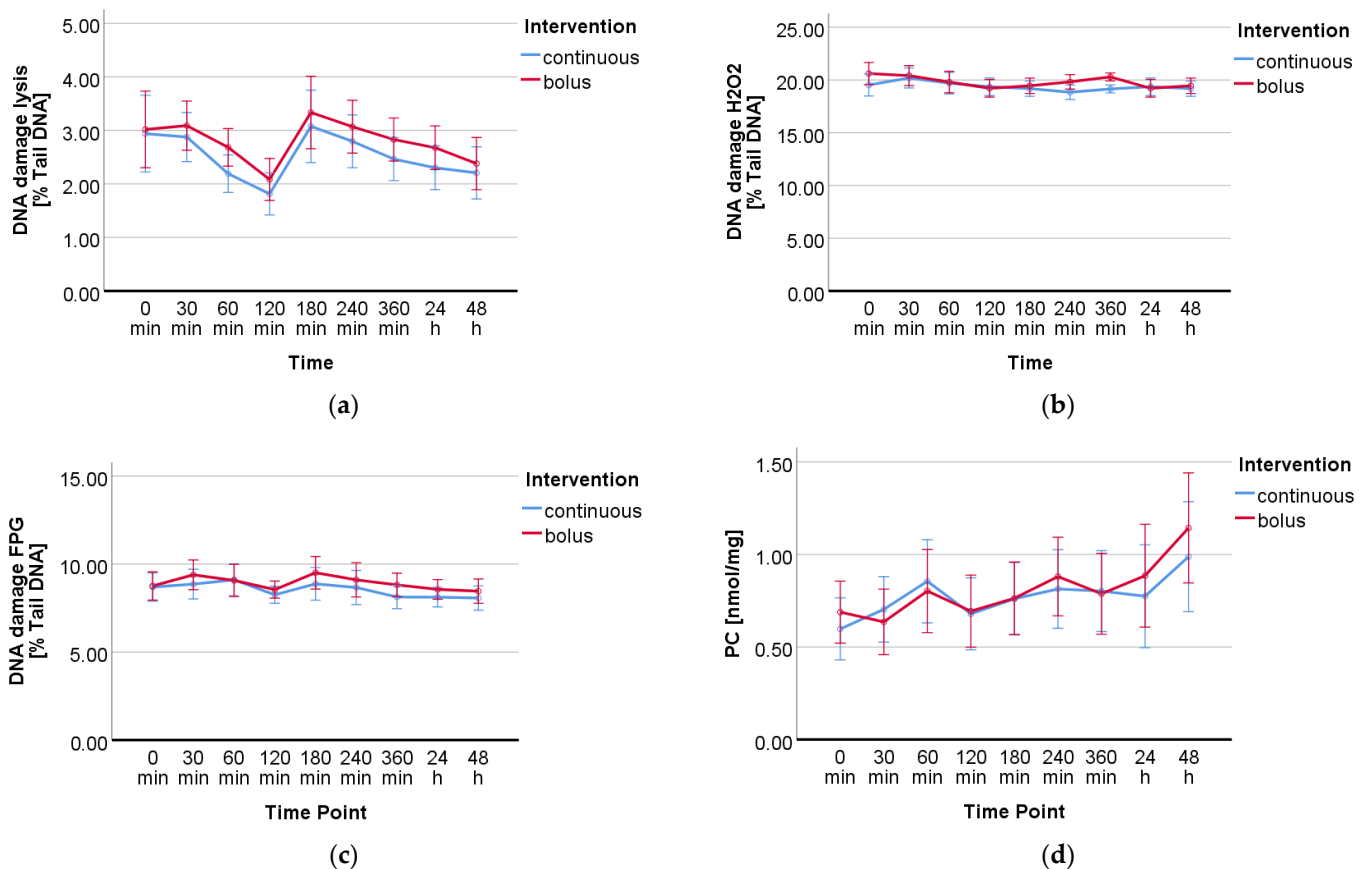 DNA damage lysis
[% Tail DNA]
5.00
4.00
3.00
2.00
1.00
0.00
0 min
30 min
60 min
120 min
180 min
240 min
360 min
24 h
48 h
Time
Intervention
continuous
bolus
(a)
DNA damage H2O2
[% Tail DNA]
25.00
20.00
15.00
10.00
5.00
0.00
0 min
30 min
60 min
120 min
180 min
240 min
360 min
24 h
48 h
Time
Intervention
continuous
bolus
(b)
DNA damage FPG
[% Tail DNA]
15.00
10.00
5.00
0.00
0 min
30 min
60 min
120 min
180 min
240 min
360 min
24 h
48 h
Time Point
Intervention
continuous
bolus
(c)
PC [nmol/mg]
1.50
1.00
0.50
0.00
0 min
30 min
60 min
120 min
180 min
240 min
360 min
24 h
48 h
Time Point
Intervention
continuous
bolus
(d)